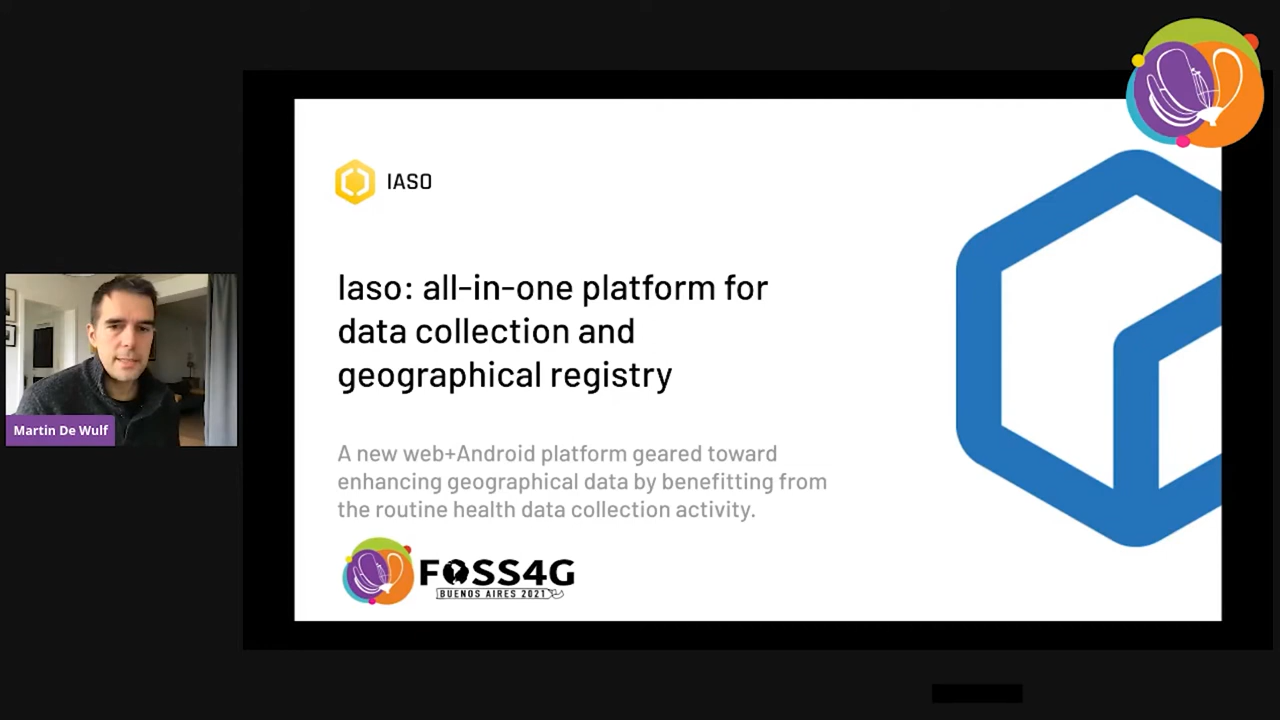 IASO
Iaso: all-in-one platform for
data collection and
geographical registry
Martin De Wulf
A new web+Android platform geared toward
enhancing geographical data by benefitting from
the routine health data collection activity.
FOSS4G
BUENOS AIRES 2021